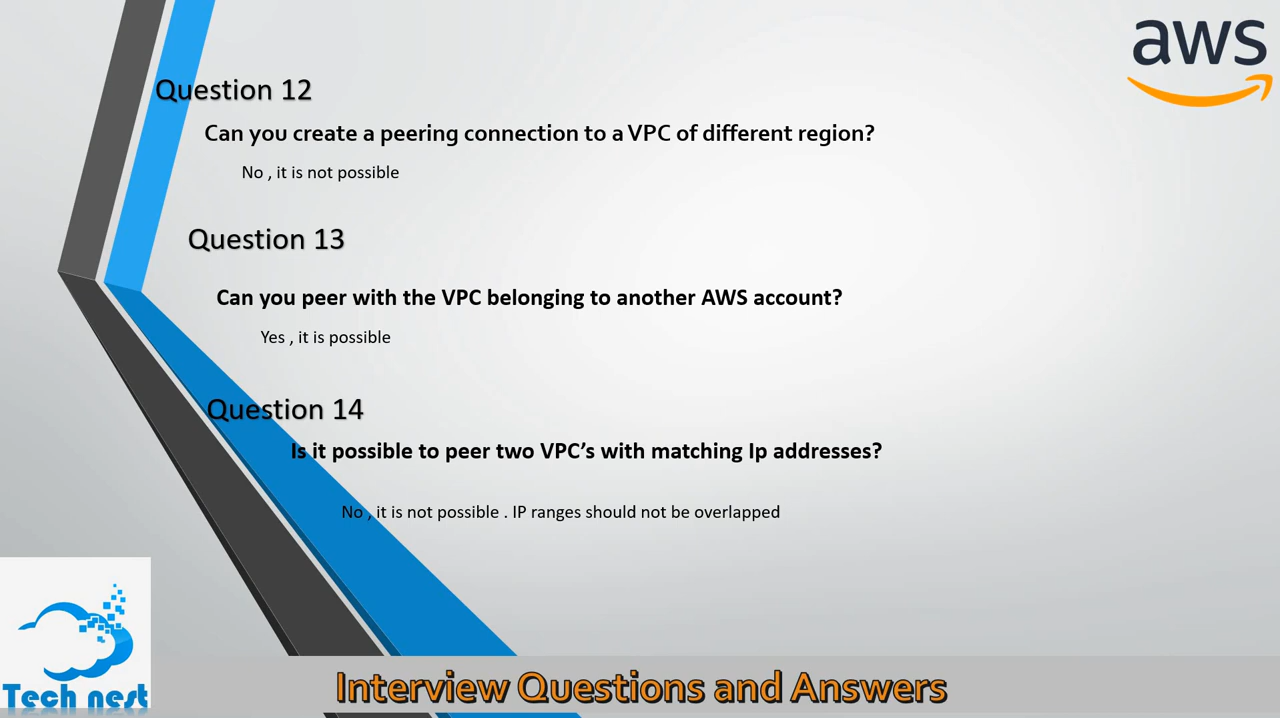 aws
Question 12
Can you create a peering connection to a VPC of different region?
No , it is not possible
Question 13
Can you peer with the VPC belonging to another AWS account?
Yes , it is possible
Question 14
Is it possible to peer two VPC’s with matching Ip addresses?
No , it is not possible . IP ranges should not be overlapped
Tech nest
Interview Questions and Answers